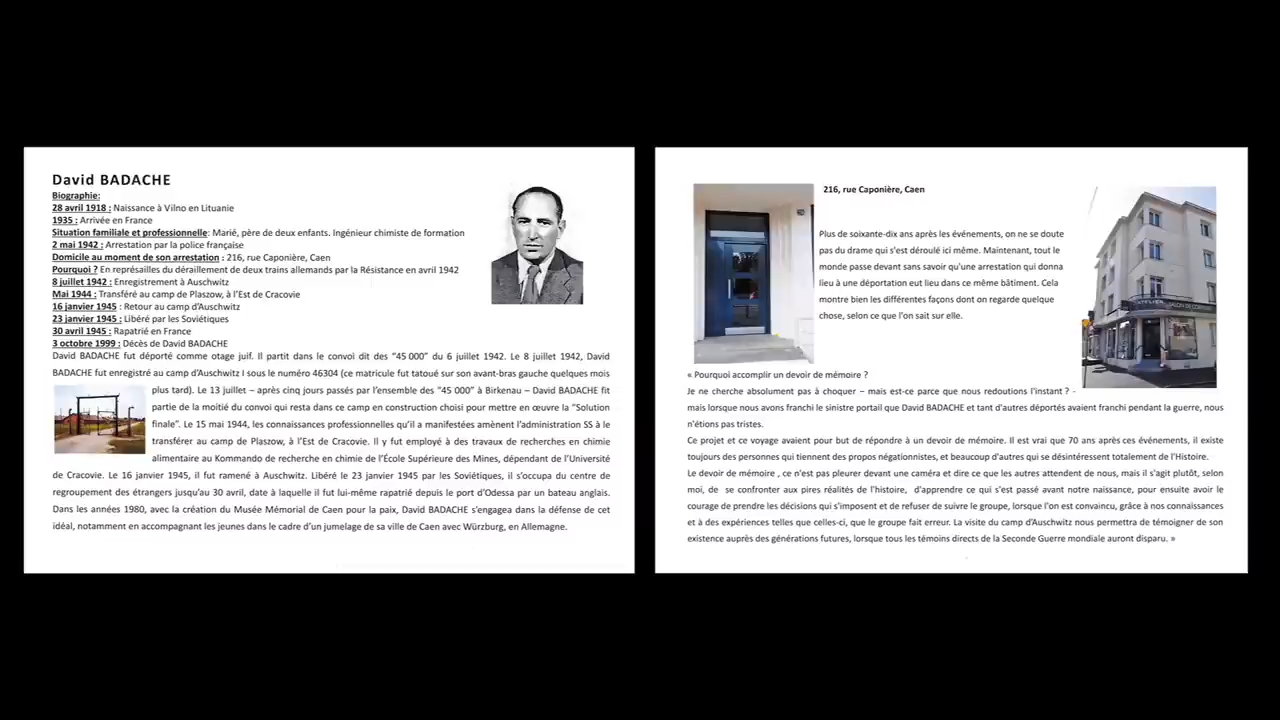 David BADACHE
Biographie:
28 avril 1918 : Naissance à Vilno en Lituanie
1935 : Arrivée en France
Situation familiale et professionnelle: Marié, père de deux enfants. Ingénieur chimiste de formation
2 mai 1942 : Arrestation par la police française
Domicile au moment de son arrestation : 216, rue Caponière, Caen
Pourquoi ? En représailles du déraillement de deux trains allemands par la Résistance en avril 1942
8 juillet 1942 : Enregistrement à Auschwitz
Mai 1944 : Transféré au camp de Plaszow, à l'Est de Cracovie
16 janvier 1945 : Retour au camp d'Auschwitz
23 janvier 1945 : Libéré par les Soviétiques
30 avril 1945 : Rapatrié en France
3 octobre 1999 : Décès de David BADACHE
David BADACHE fut déporté comme otage juif. Il partit dans le convoi dit des "45 000" du 6 juillet 1942. Le 8 juillet 1942, David
BADACHE fut enregistré au camp d'Auschwitz I sous le numéro 46304 (ce matricule fut tatoué sur son avant-bras gauche quelques mois
plus tard). Le 13 juillet – après cinq jours passés par l'ensemble des "45 000" à Birkenau – David BADACHE fit
partie de la moitié du convoi qui resta dans ce camp en construction choisi pour mettre en œuvre la "Solution
finale". Le 15 mai 1944, les connaissances professionnelles qu'il a manifestées amènent l'administration SS à le
transférer au camp de Plaszow, à l'Est de Cracovie. Il y fut employé à des travaux de recherches en chimie
alimentaire au Kommando de recherche en chimie de l'École Supérieure des Mines, dépendant de l'Université
de Cracovie. Le 16 janvier 1945, il fut ramené à Auschwitz. Libéré le 23 janvier 1945 par les Soviétiques, il s'occupa du centre de
regroupement des étrangers jusqu'au 30 avril, date à laquelle il fut lui-même rapatrié depuis le port d'Odessa par un bateau anglais.
Dans les années 1980, avec la création du Musée Mémorial de Caen pour la paix, David BADACHE s'engagea dans la défense de cet
idéal, notamment en accompagnant les jeunes dans le cadre d'un jumelage de sa ville de Caen avec Würzburg, en Allemagne.
216, rue Caponière, Caen
Plus de soixante-dix ans après les événements, on ne se doute
pas du drame qui s'est déroulé ici même. Maintenant, tout le
monde passe devant sans savoir qu'une arrestation qui donna
lieu à une déportation eut lieu dans ce même bâtiment. Cela
montre bien les différentes façons dont on regarde quelque
chose, selon ce que l'on sait sur elle.
« Pourquoi accomplir un devoir de mémoire ?
Je ne cherche absolument pas à choquer – mais est-ce parce que nous redoutions l'instant ? -
mais lorsque nous avons franchi le sinistre portail que David BADACHE et tant d'autres déportés avaient franchi pendant la guerre, nous
n'étions pas tristes.
Ce projet et ce voyage avaient pour but de répondre à un devoir de mémoire. Il est vrai que 70 ans après ces événements, il existe
toujours des personnes qui tiennent des propos négationnistes, et beaucoup d'autres qui se désintéressent totalement de l'Histoire.
Le devoir de mémoire , ce n'est pas pleurer devant une caméra et dire ce que les autres attendent de nous, mais il s'agit plutôt, selon
moi, de se confronter aux pires réalités de l'histoire, d'apprendre ce qui s'est passé avant notre naissance, pour ensuite avoir le
courage de prendre les décisions qui s'imposent et de refuser de suivre le groupe, lorsque l'on est convaincu, grâce à nos connaissances
et à des expériences telles que celles-ci, que le groupe fait erreur. La visite du camp d'Auschwitz nous permettra de témoigner de son
existence auprès des générations futures, lorsque tous les témoins directs de la Seconde Guerre mondiale auront disparu. »